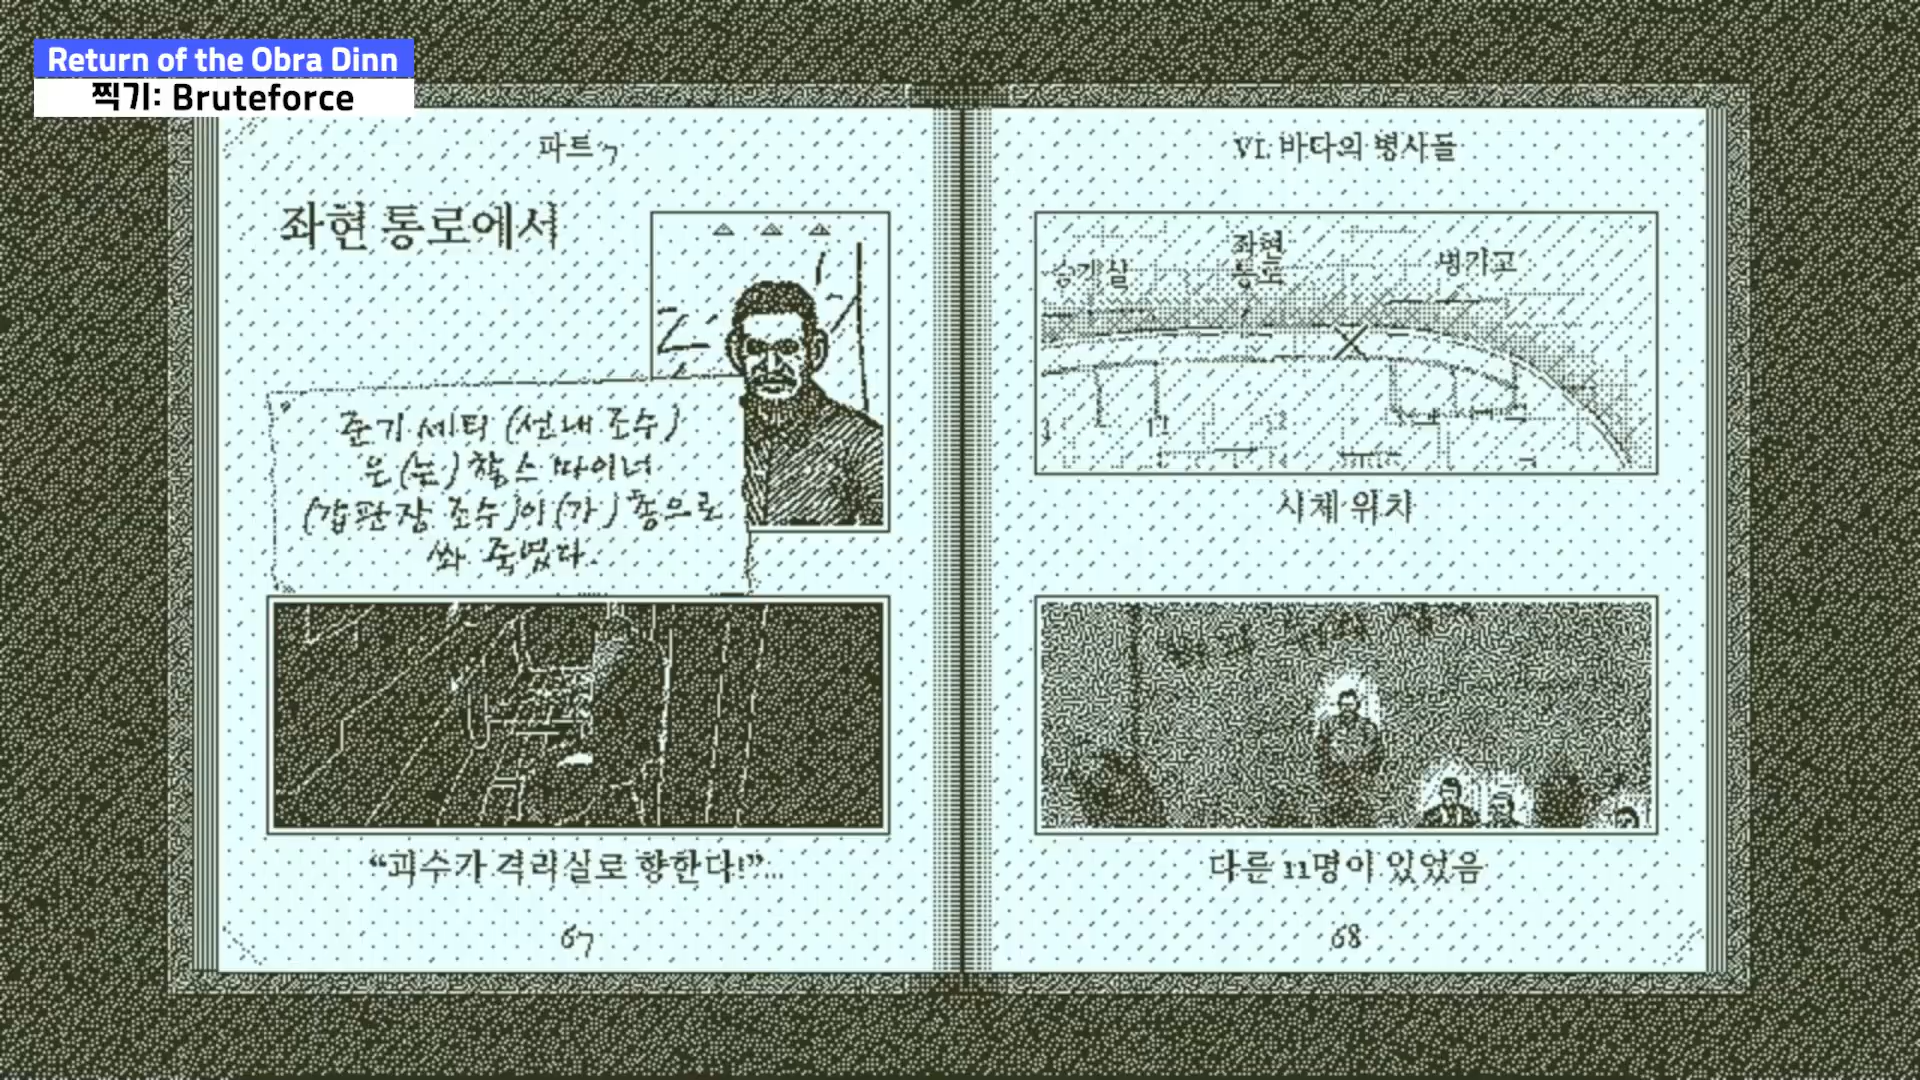 Return of the Obra Dinn
찍기: Bruteforce
파트 7
좌현 통로에서
준기 세티 (선내 조수)
은(는) 찰스 마이너
(갑판장 조수)이(가) 총으로
쏴 죽였다.
“괴수가 격리실로 향한다!”...
67
VI. 바다의 병사들
좌현
통로
병기고
시체 위치
다른 11명이 있었음
68